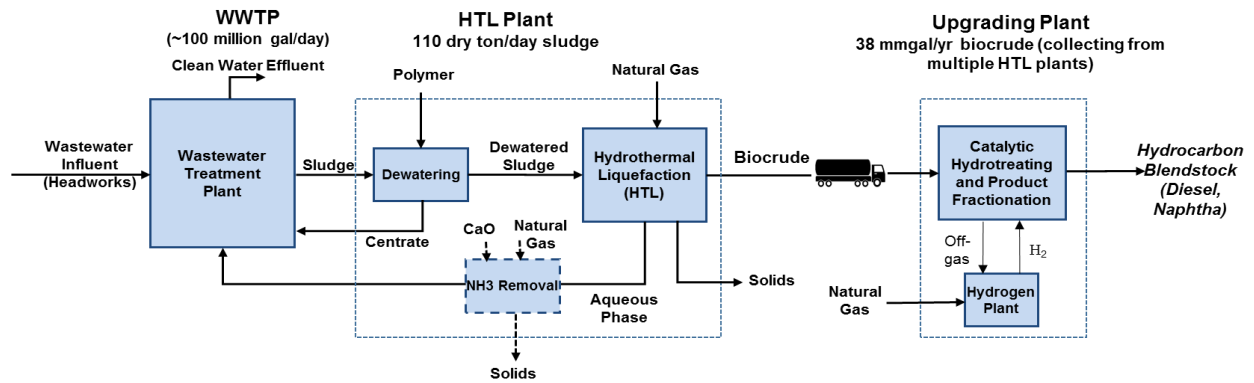 WWTP
(~100 million gal/day)
Clean Water Effluent
Wastewater
Influent
(Headworks)
Wastewater
Treatment
Plant
Sludge
HTL Plant
110 dry ton/day sludge
Polymer
Natural Gas
Dewatering
Dewatered
Sludge
Hydrothermal
Liquefaction
(HTL)
Centrate
CaO
Natural
Gas
NH3 Removal
Aqueous
Phase
Solids
Solids
Biocrude
Upgrading Plant
38 mmgal/yr biocrude (collecting from
multiple HTL plants)
Catalytic
Hydrotreating
and Product
Fractionation
Hydrocarbon
Blendstock
(Diesel,
Naphtha)
Off-
gas
H2
Natural
Gas
Hydrogen
Plant